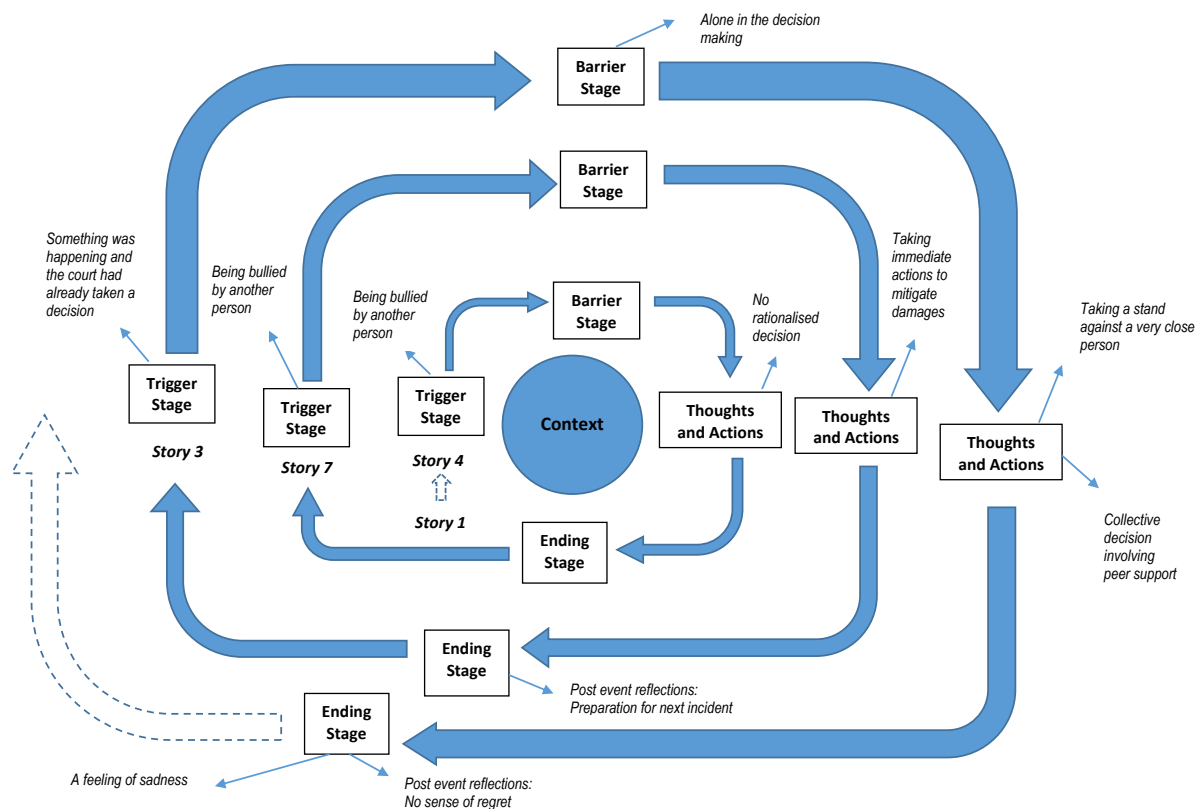 Alone in the decision
making
Barrier
Stage
Barrier
Stage
Something was
happening and
the court had
already taken a
decision
Being bullied
by another
person
Being bullied
by another
person
Barrier
Stage
No
rationalised
decision
Taking
immediate
actions to
mitigate
damages
Taking a stand
against a very close
person
Trigger
Stage
Story 3
Trigger
Stage
Story 7
Trigger
Stage
Story 4
Story 1
Context
Thoughts
and Actions
Thoughts
and Actions
Thoughts
and Actions
Collective
decision
involving
peer support
Ending
Stage
Ending
Stage
Post event reflections:
Preparation for next incident
Ending
Stage
A feeling of sadness
Post event reflections:
No sense of regret